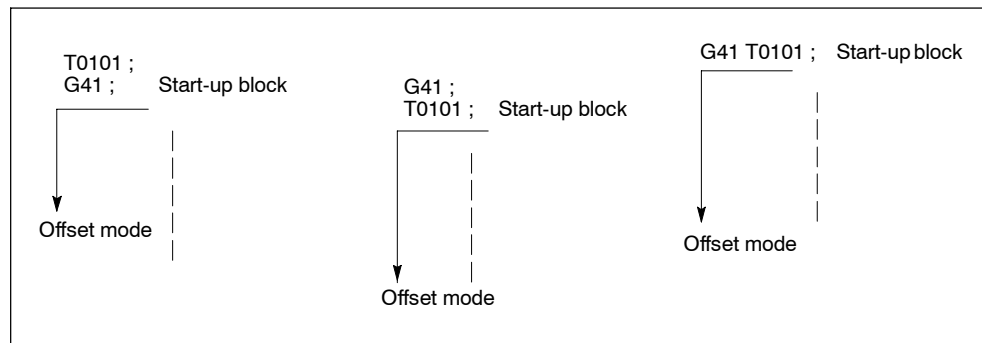 T0101 ;
G41 ; Start-up block
Offset mode
G41 ;
T0101 ; Start-up block
Offset mode
G41 T0101 ; Start-up block
Offset mode